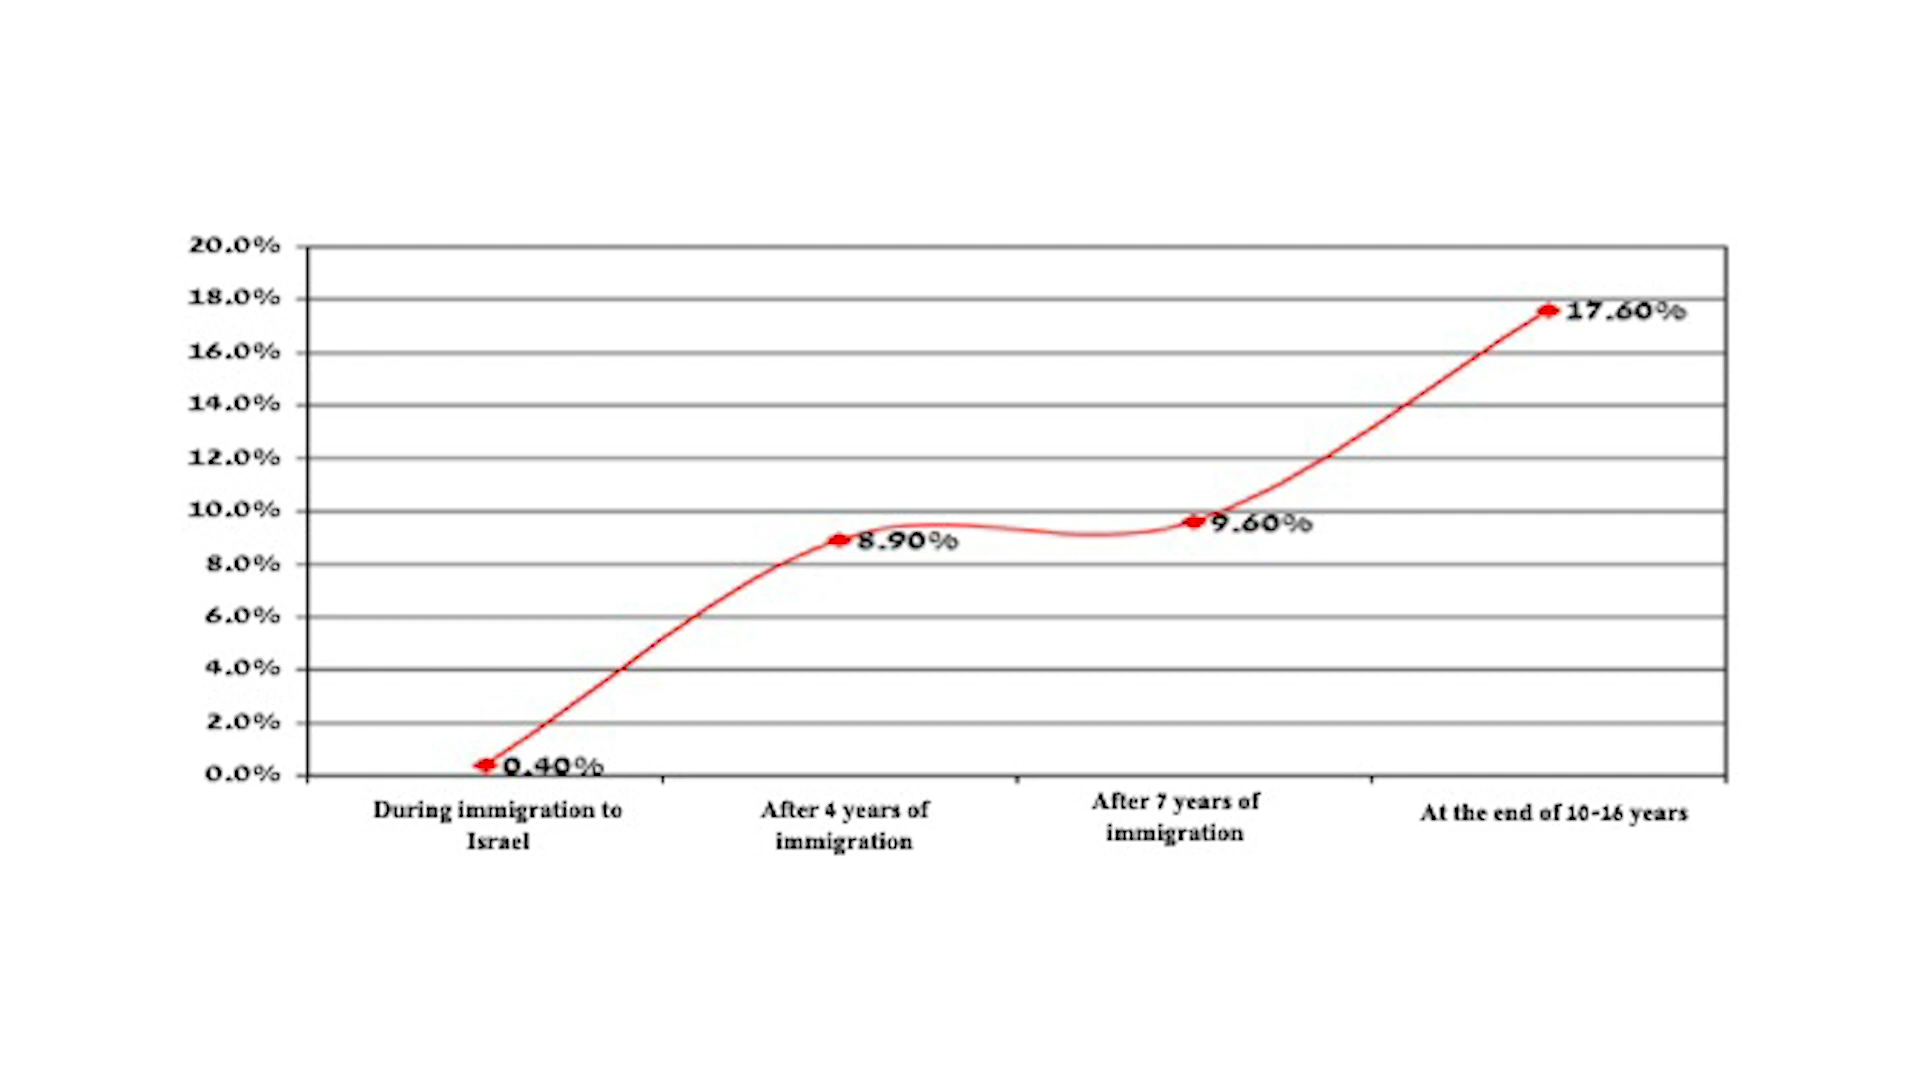 20.0%
18.0%
16.0%
14.0%
12.0%
10.0%
8.0%
6.0%
4.0%
2.0%
0.0%
17.60%
9.60%
8.90%
0.40%
During immigration to
Israel
After 4 years of
immigration
After 7 years of
immigration
At the end of 10-16 years